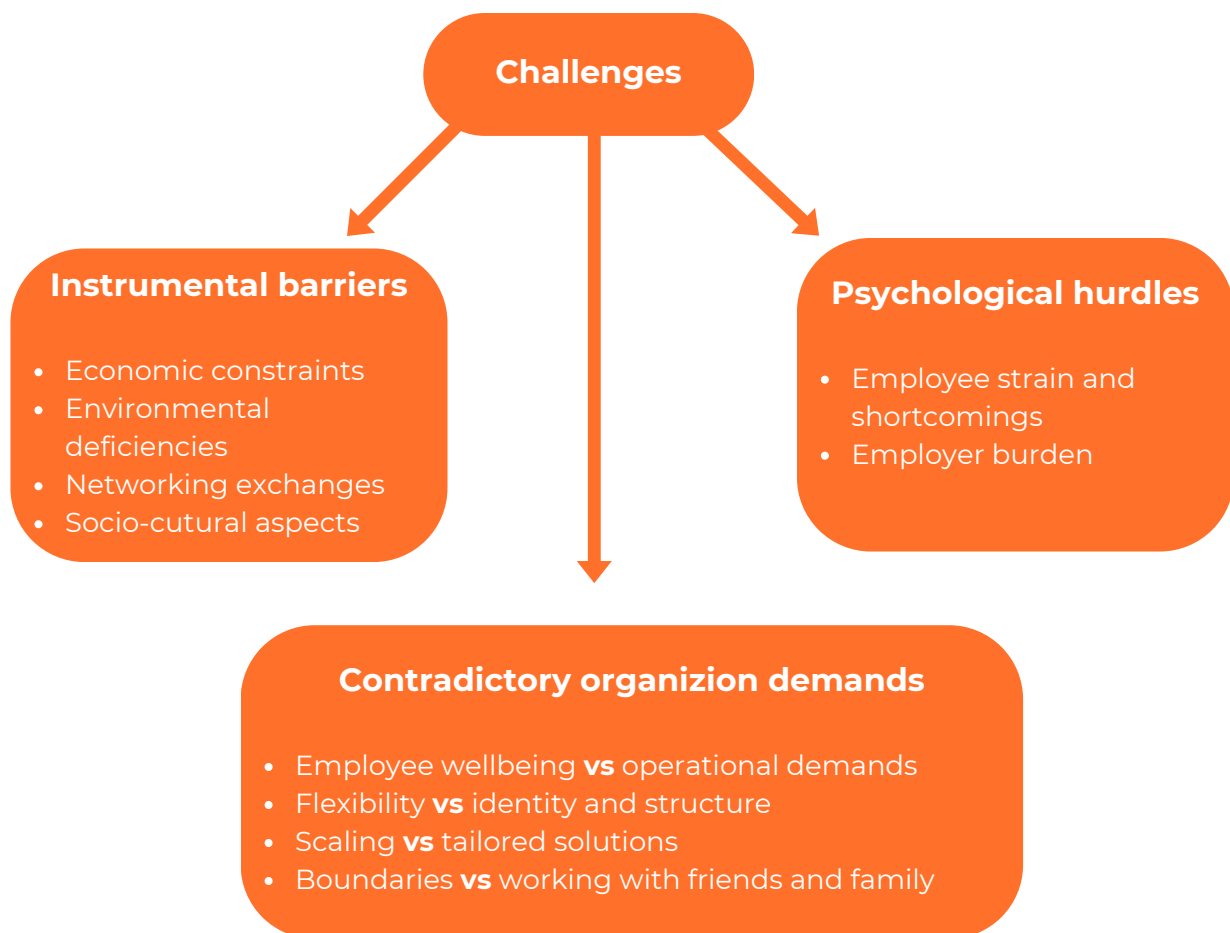 Challenges
Instrumental barriers
• Economic constraints
• Environmental
deficiencies
• Networking exchanges
• Socio-cutural aspects
Psychological hurdles
• Employee strain and
shortcomings
• Employer burden
Contradictory organizion demands
• Employee wellbeing vs operational demands
• Flexibility vs identity and structure
• Scaling vs tailored solutions
• Boundaries vs working with friends and family